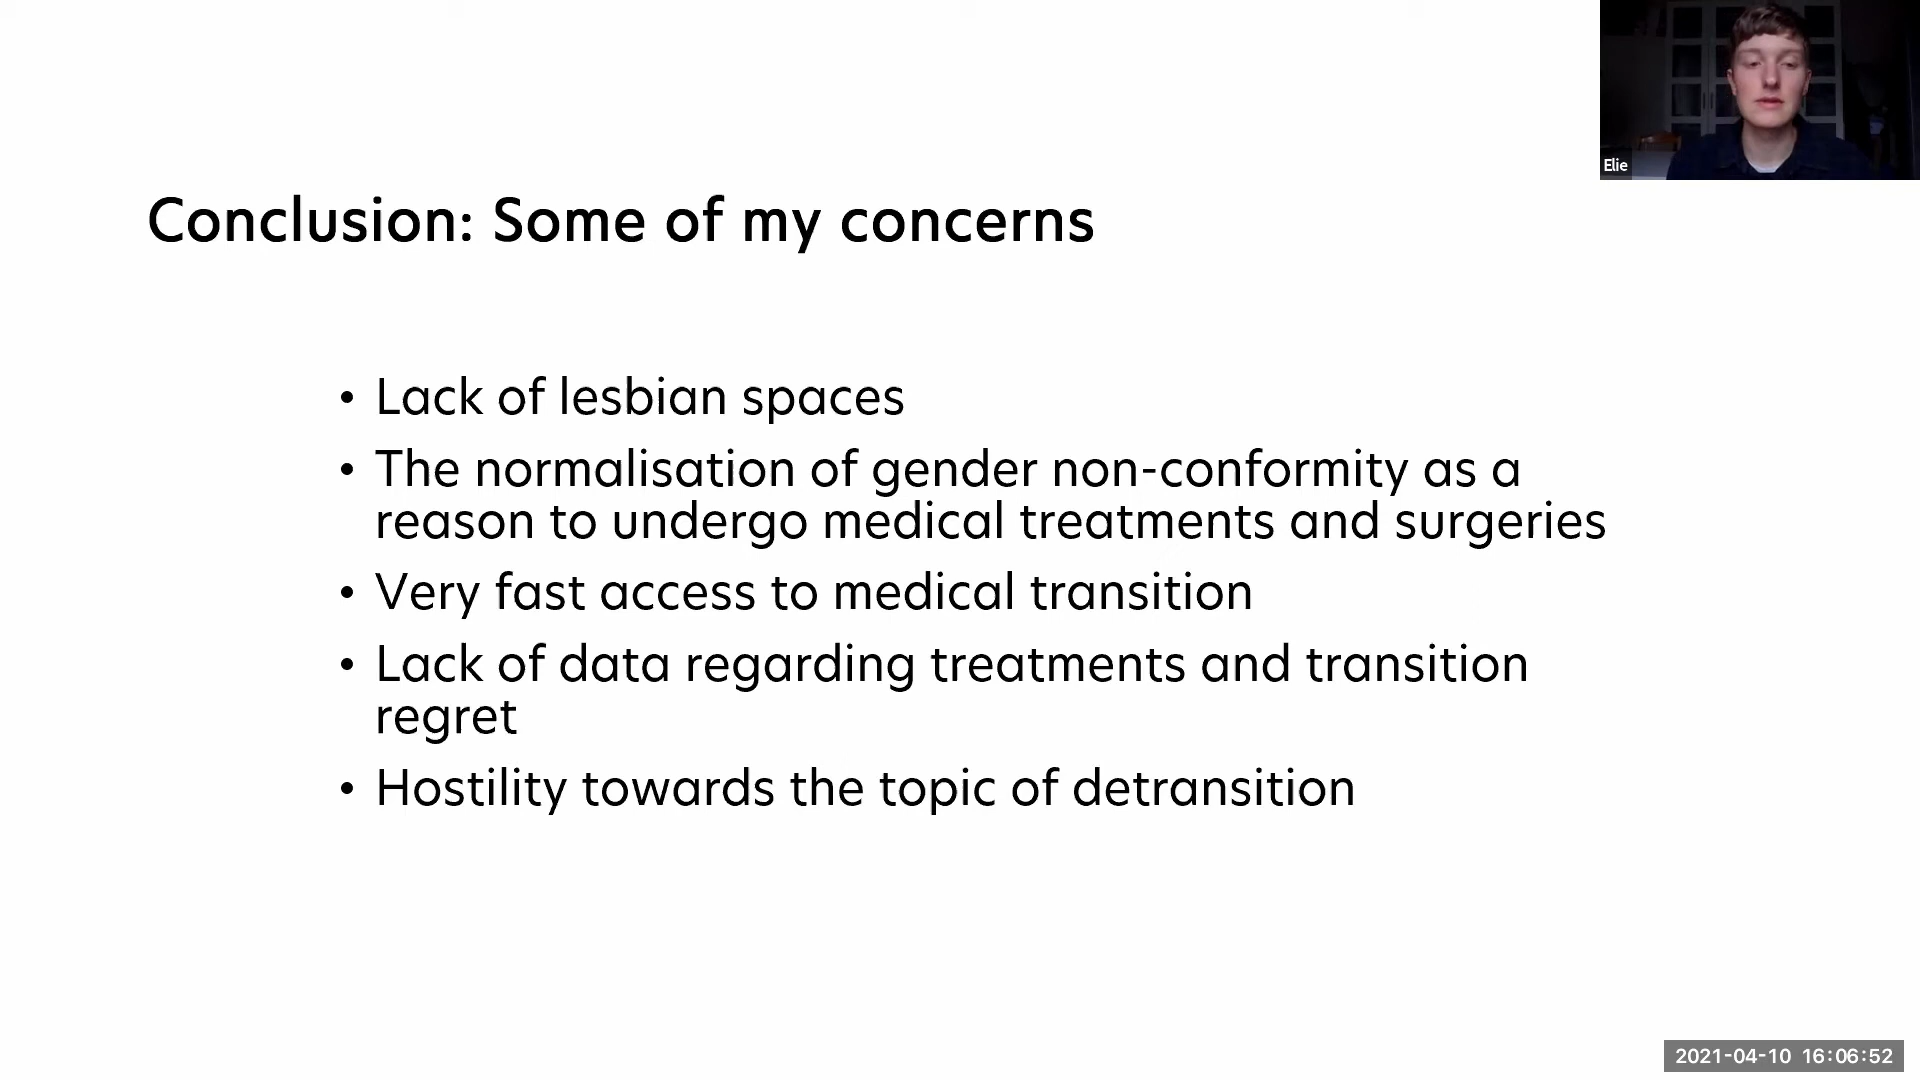 Elie
Conclusion: Some of my concerns
• Lack of lesbian spaces
• The normalisation of gender non-conformity as a
reason to undergo medical treatments and surgeries
• Very fast access to medical transition
• Lack of data regarding treatments and transition
regret
• Hostility towards the topic of detransition
2021-04-10 16:06:52